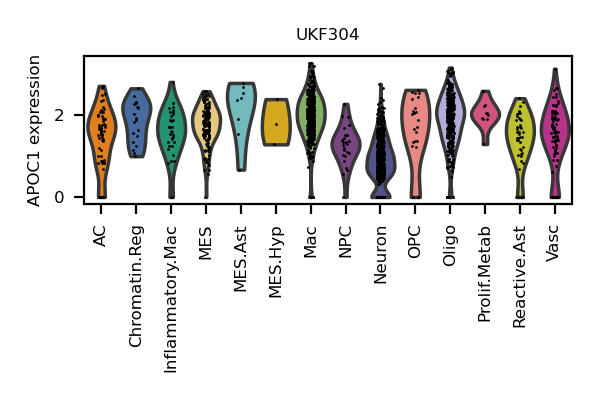 UKF304
APOC1 expression
2
0
AC
Chromatin.Reg
Inflammatory.Mac
MES
MES.Ast
MES.Hyp
Mac
NPC
Neuron
OPC
Oligo
Prolif.Metab
Reactive.Ast
Vasc